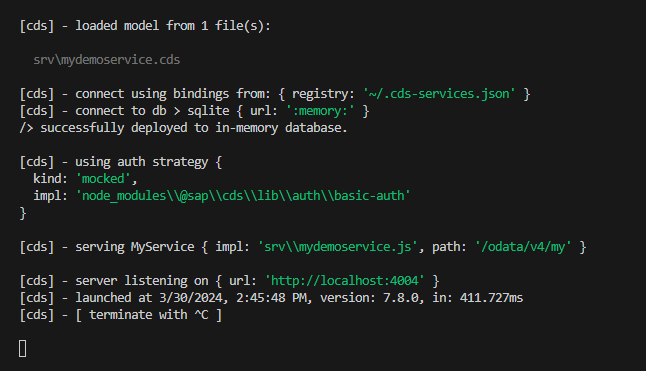 [cds] - loaded model from 1 file(s):
srv\mydemoservice.cds
[cds] - connect using bindings from: { registry: '~/.cds-services.json' }
[cds] - connect to db > sqlite { url: ':memory:' }
/> successfully deployed to in-memory database.
[cds] - using auth strategy {
kind: 'mocked',
impl: 'node_modules\\@sap\\cds\\lib\\auth\\basic-auth'
}
[cds] - serving MyService { impl: 'srv\\mydemoservice.js', path: '/odata/v4/my' }
[cds] - server listening on { url: 'http://localhost:4004' }
[cds] - launched at 3/30/2024, 2:45:48 PM, version: 7.8.0, in: 411.727ms
[cds] - [ terminate with ^C ]